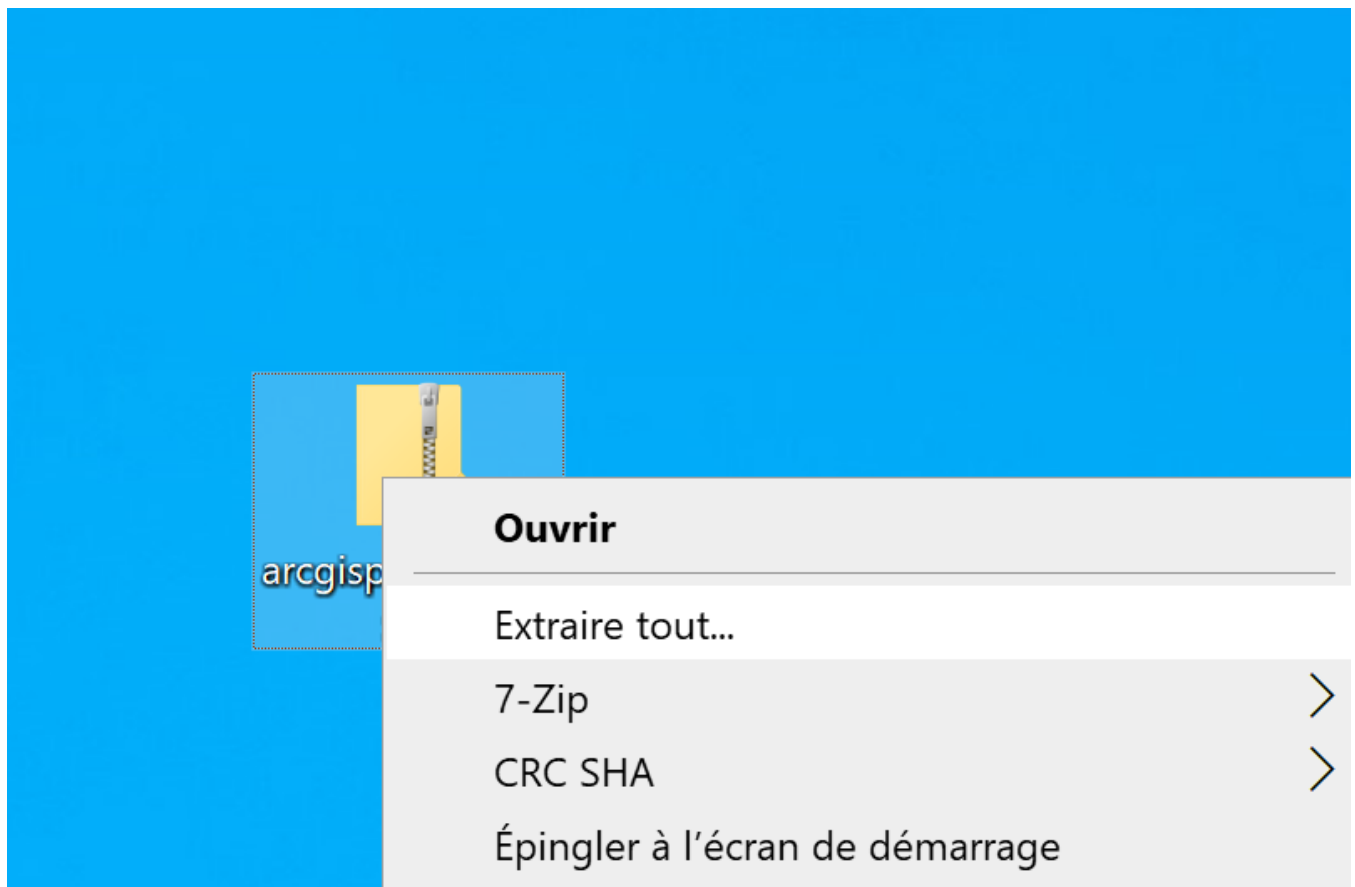 arcgisp
Ouvrir
Extraire tout...
7-Zip
CRC SHA
Épingler à l’écran de démarrage